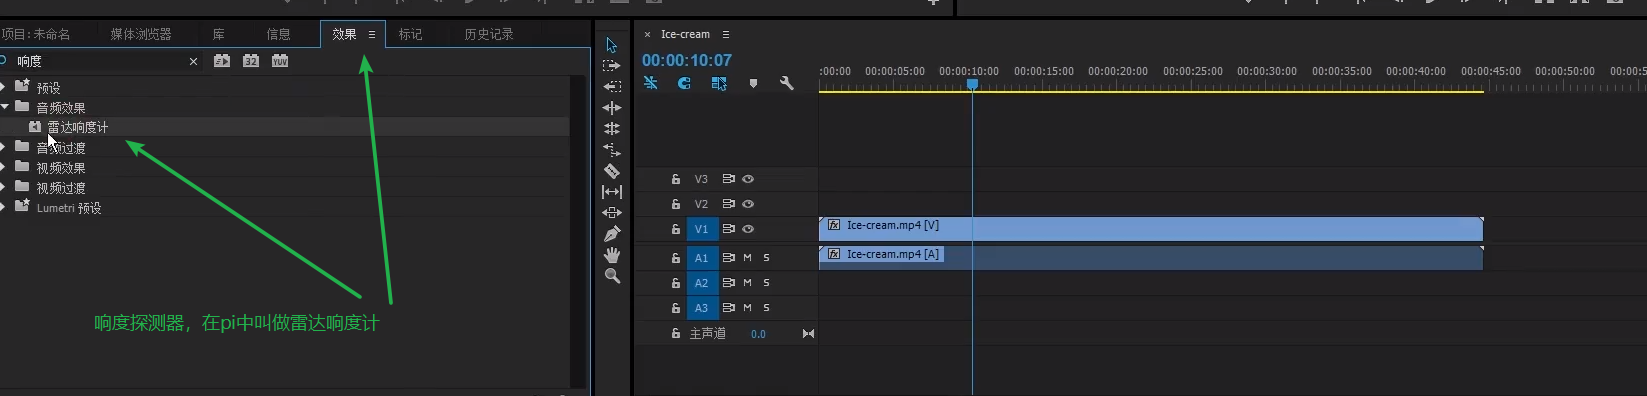 项目: 未命名
媒体浏览器
库
信息
效果
标记
历史记录
响度
32
YUV
预设
音频效果
雷达响度计
音频过渡
视频效果
视频过渡
Lumetri 预设
响度探测器，在pi中叫做雷达响度计
× Ice-cream
00:00:10:07
:00:00 00:00:05:00 00:00:10:00 00:00:15:00 00:00:20:00 00:00:25:00 00:00:30:00 00:00:35:00 00:00:40:00 00:00:45:00 00:00:50:00 00:00:5
V3
V2
V1
fx Ice-cream.mp4 [V]
A1 M S
fx Ice-cream.mp4 [A]
A2 M S
A3 M S
主声道 0.0